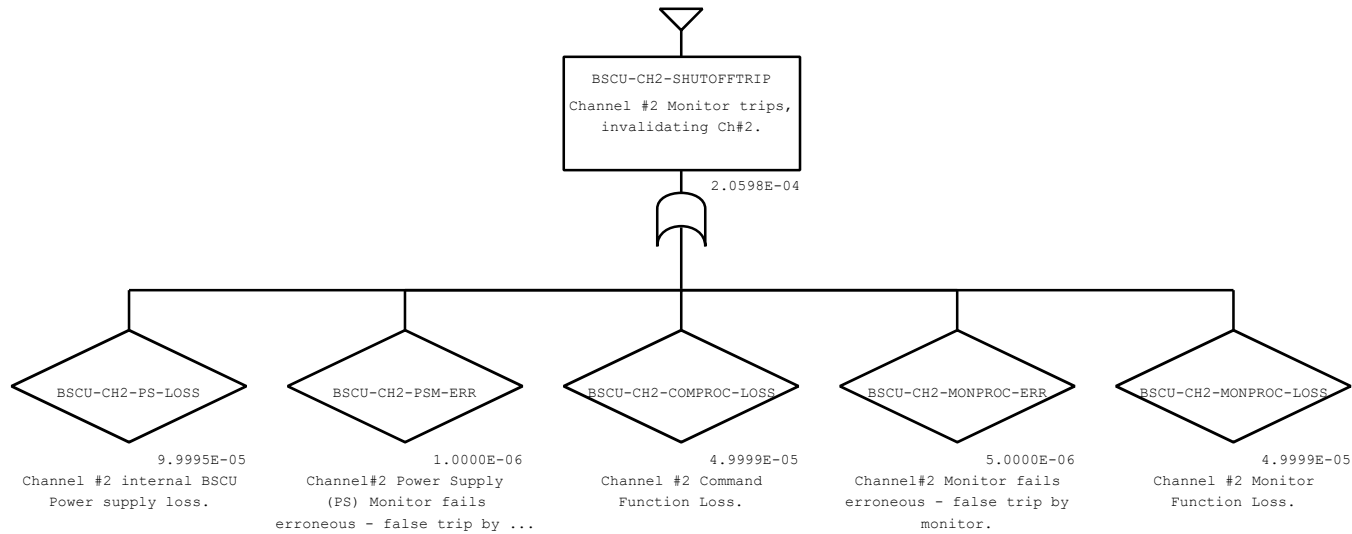 BSCU-CH2-SHUTOFFTRIP
Channel #2 Monitor trips,
invalidating Ch#2.
2.0598E-04
BSCU-CH2-PS-LOSS
BSCU-CH2-PSM-ERR
BSCU-CH2-COMPROC-LOSS
BSCU-CH2-MONPROC-ERR
BSCU-CH2-MONPROC-LOSS
9.9995E-05
Channel #2 internal BSCU
Power supply loss.
1.0000E-06
Channel#2 Power Supply
(PS) Monitor fails
erroneous - false trip by ...
4.9999E-05
Channel #2 Command
Function Loss.
5.0000E-06
Channel#2 Monitor fails
erroneous - false trip by
monitor.
4.9999E-05
Channel #2 Monitor
Function Loss.